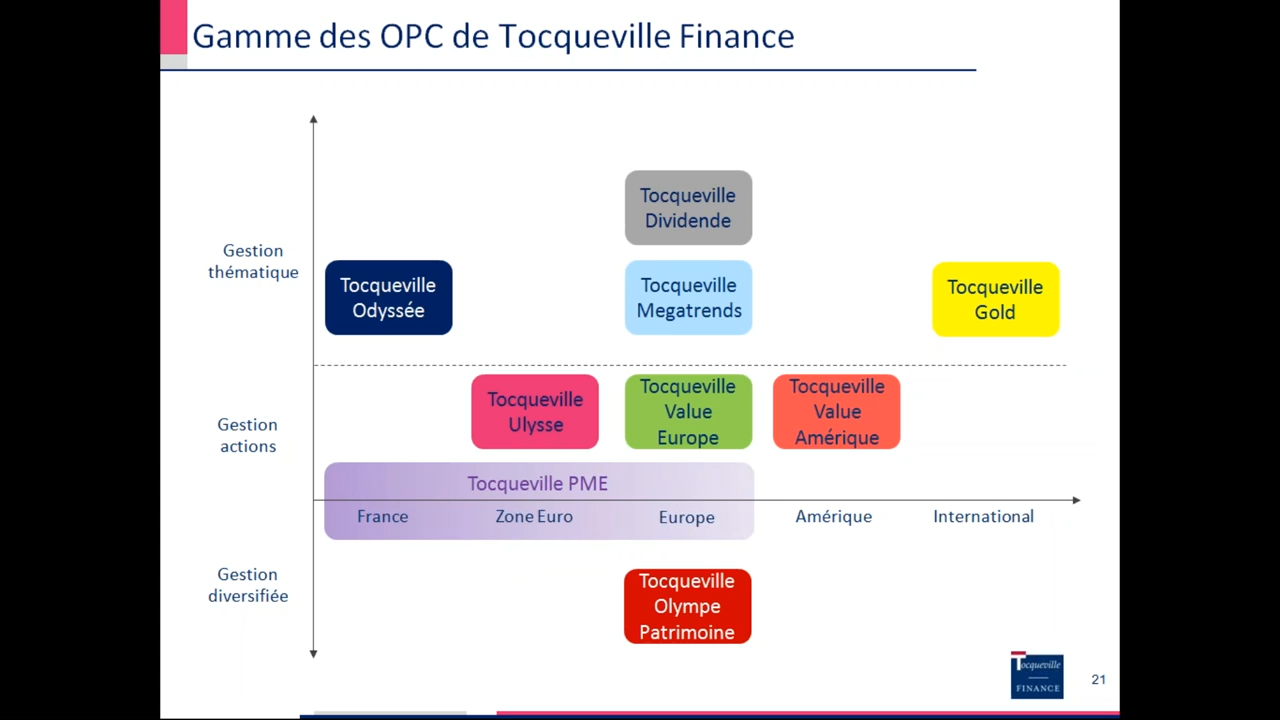 Gamme des OPC de Tocqueville Finance
Tocqueville
Dividende
Gestion
thématique
Tocqueville
Odyssée
Tocqueville
Megatrends
Tocqueville
Gold
Tocqueville
Ulysse
Tocqueville
Value
Europe
Tocqueville
Value
Amérique
Gestion
actions
Tocqueville PME
France
Zone Euro
Europe
Amérique
International
Gestion
diversifiée
Tocqueville
Olympe
Patrimoine
Tocqueville
FINANCE
21